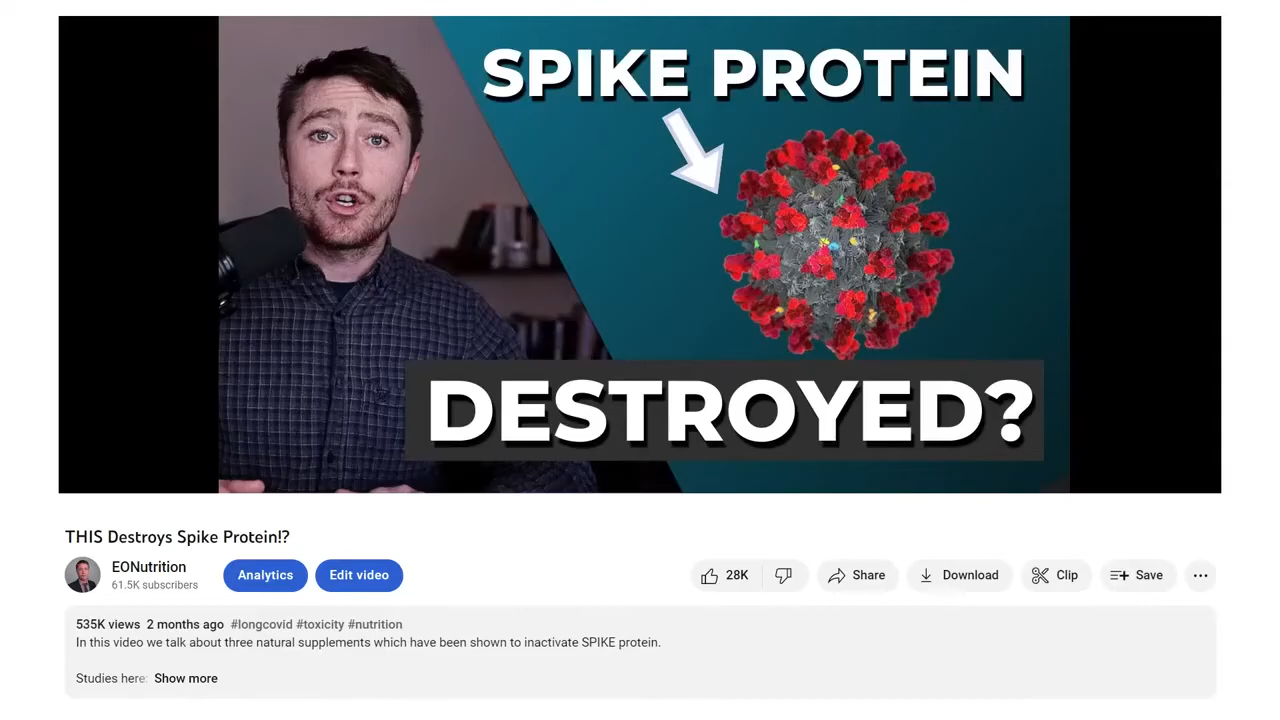 SPIKE PROTEIN
DESTROYED?
THIS Destroys Spike Protein!?
EONutrition
61.5K subscribers
Analytics
Edit video
28K
Share
Download
Clip
Save
535K views 2 months ago #longcovid #toxicity #nutrition
In this video we talk about three natural supplements which have been shown to inactivate SPIKE protein.
Studies here: Show more